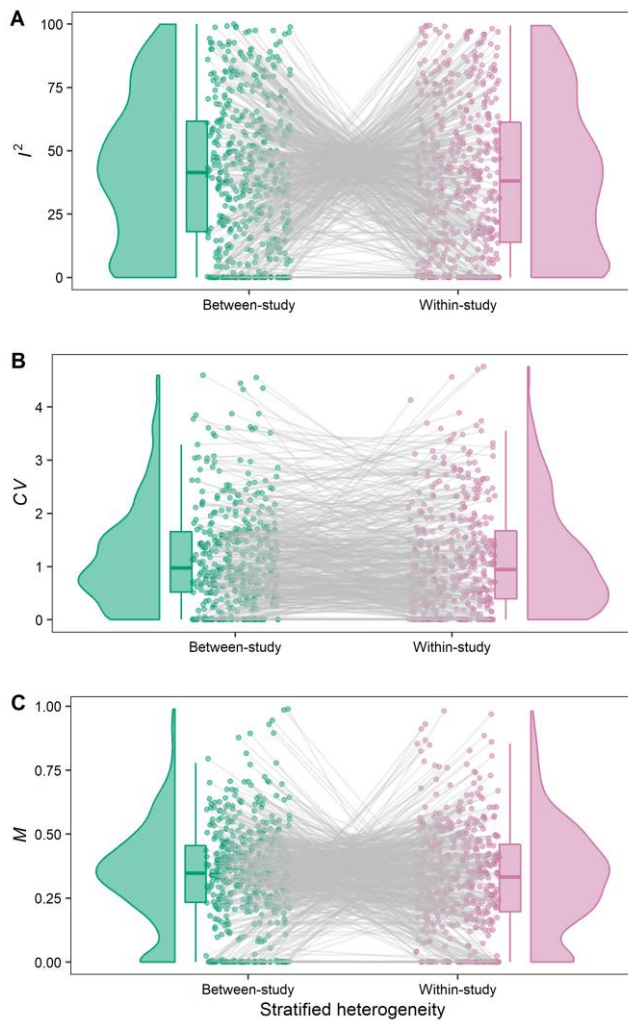 A
100
75
50
25
0
I²
Between-study
Within-study
B
4
3
2
1
0
CV
Between-study
Within-study
C
1.00
0.75
0.50
0.25
0.00
M
Between-study
Within-study
Stratified heterogeneity